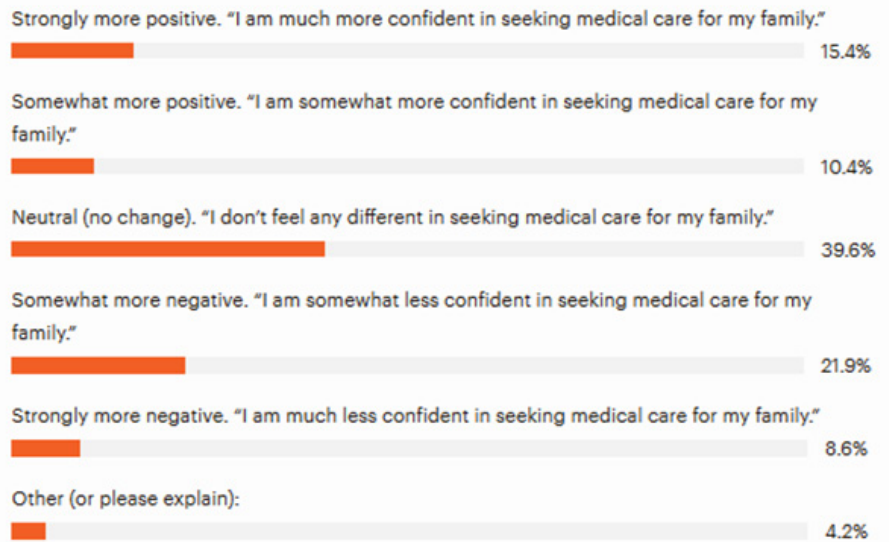 Strongly more positive. “I am much more confident in seeking medical care for my family.”
15.4%
Somewhat more positive. “I am somewhat more confident in seeking medical care for my
family.”
10.4%
Neutral (no change). “I don’t feel any different in seeking medical care for my family.”
39.6%
Somewhat more negative. “I am somewhat less confident in seeking medical care for my
family.”
21.9%
Strongly more negative. “I am much less confident in seeking medical care for my family.”
8.6%
Other (or please explain):
4.2%